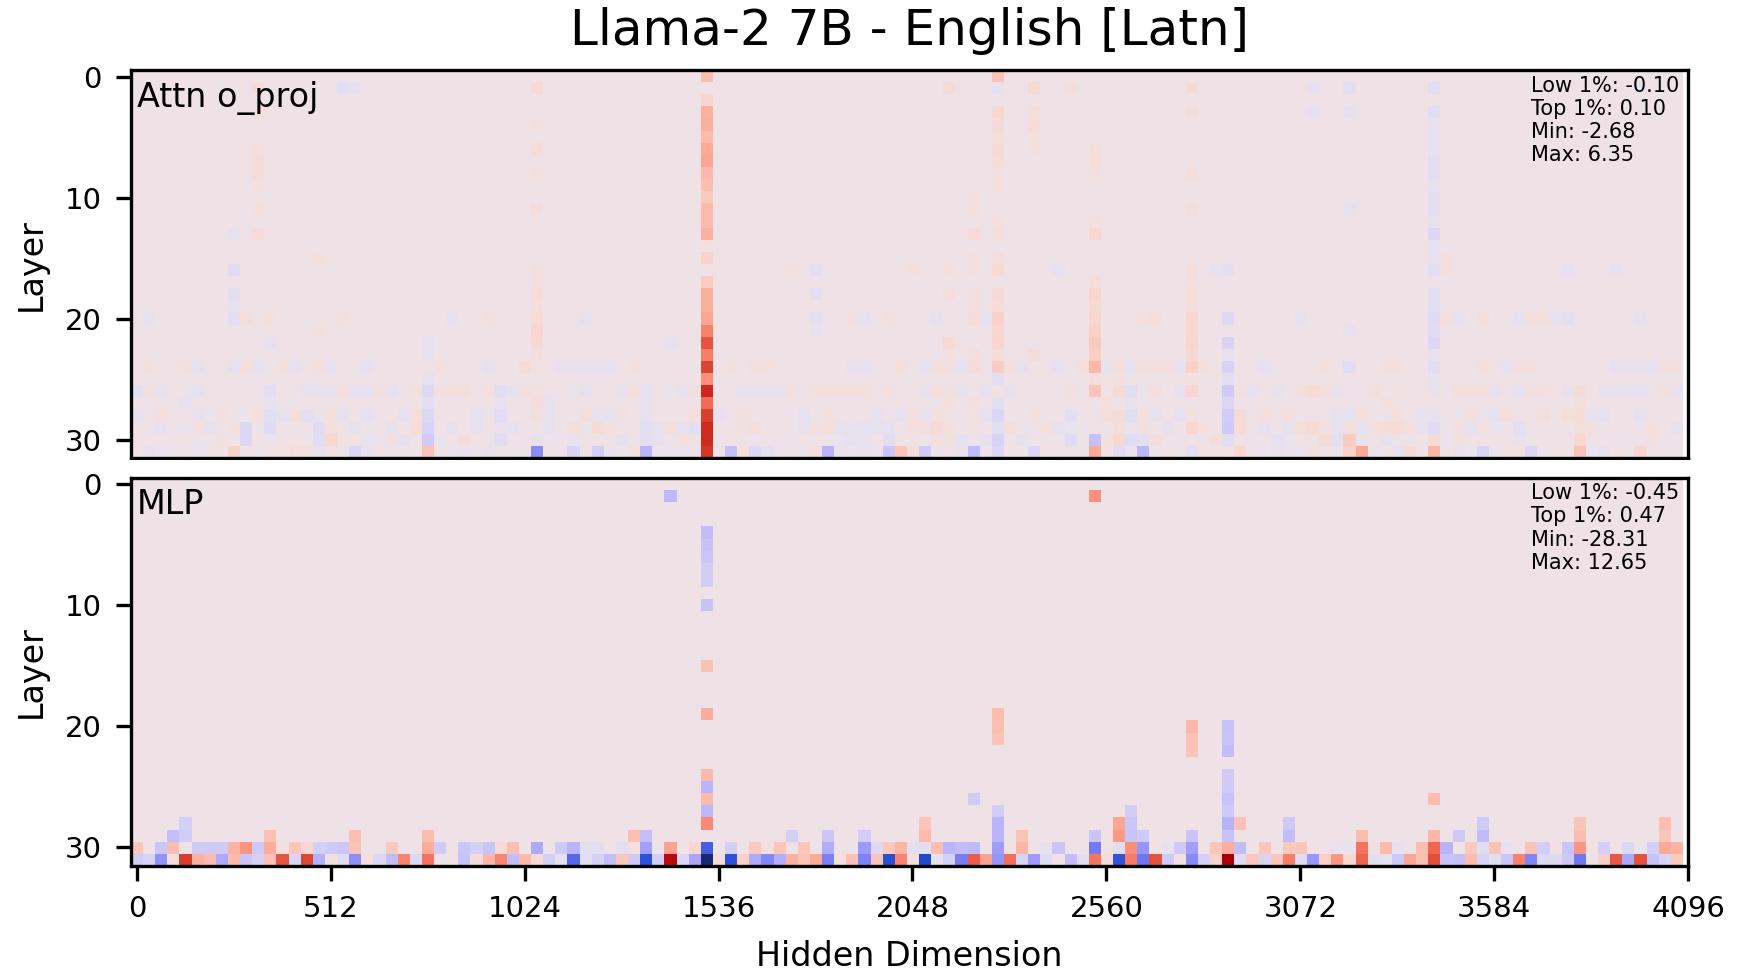 Llama-2 7B - English [Latn]
Attn o_proj
Low 1%: -0.10
Top 1%: 0.10
Min: -2.68
Max: 6.35
0
10
20
30
Layer
MLP
Low 1%: -0.45
Top 1%: 0.47
Min: -28.31
Max: 12.65
0
10
20
30
Layer
0 512 1024 1536 2048 2560 3072 3584 4096
Hidden Dimension